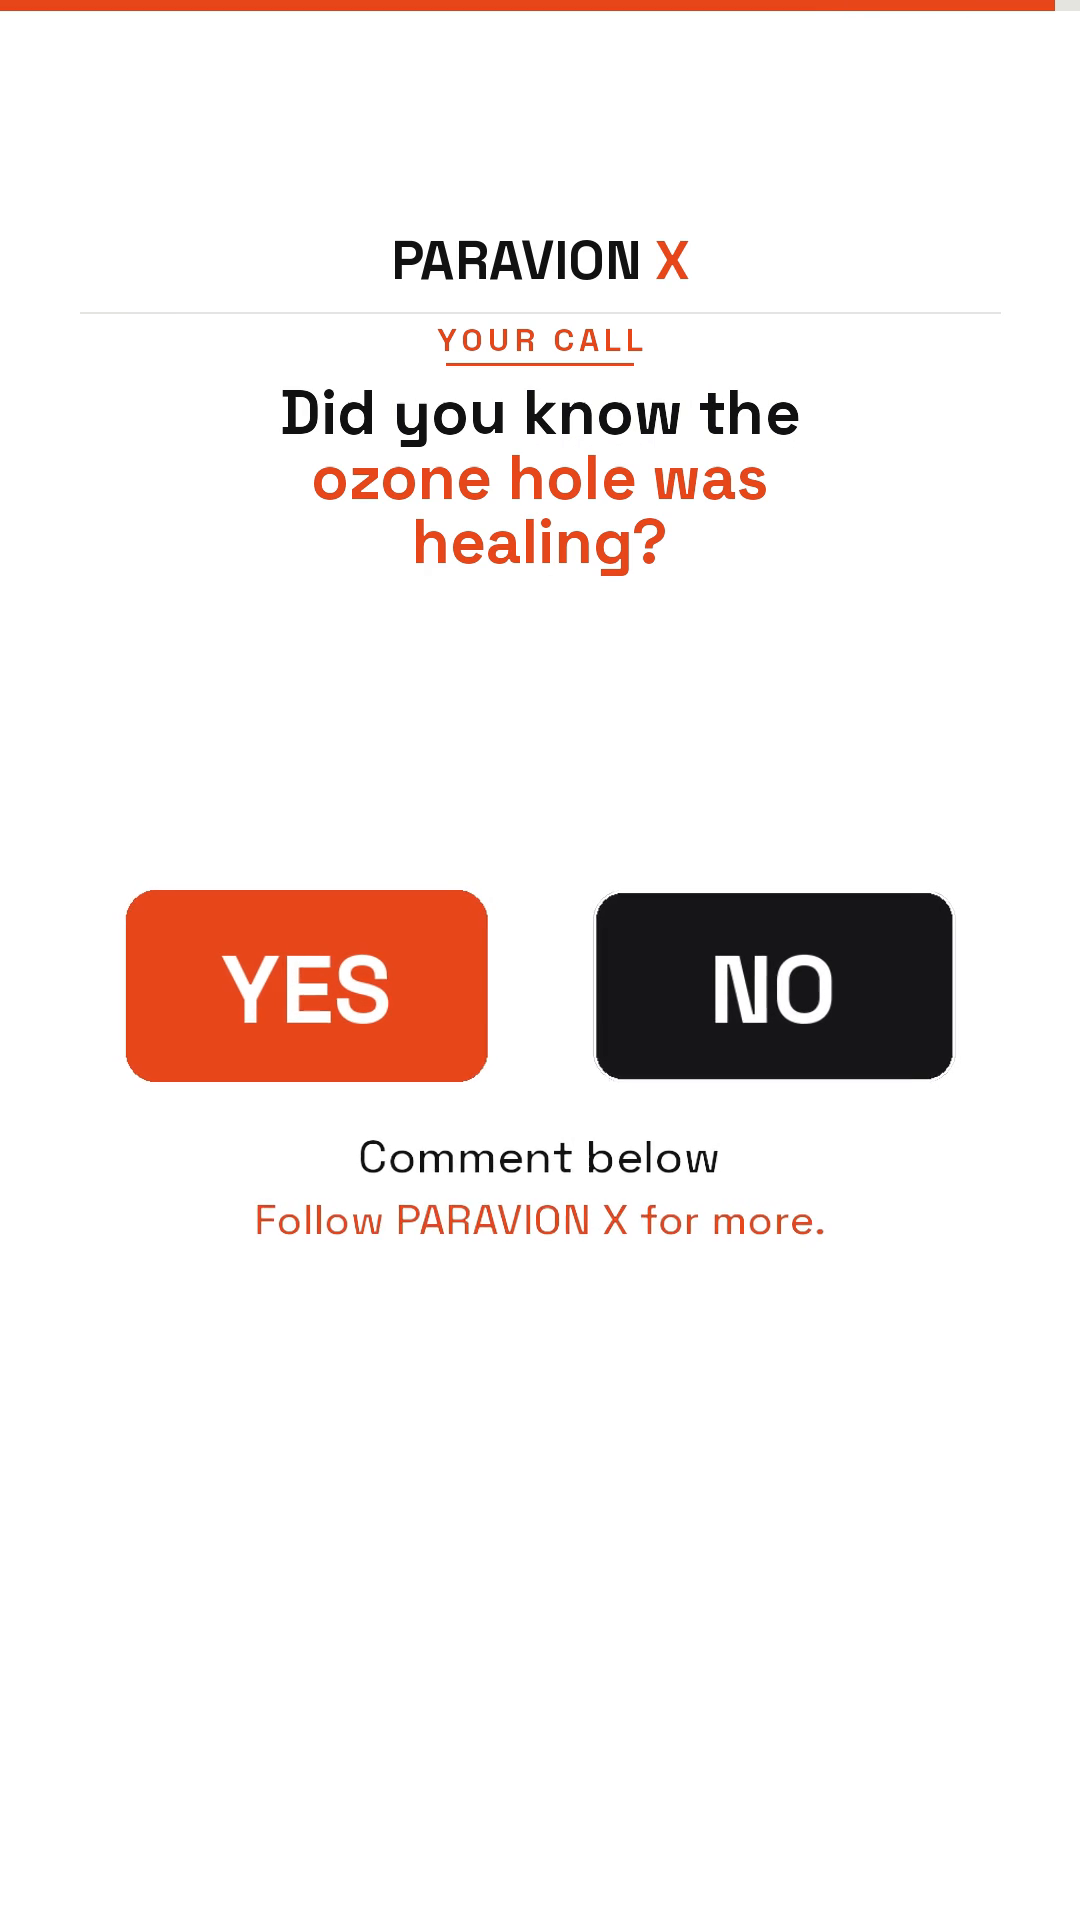 PARAVION X
YOUR CALL
Did you know the
ozone hole was
healing?
YES
NO
Comment below
Follow PARAVION X for more.